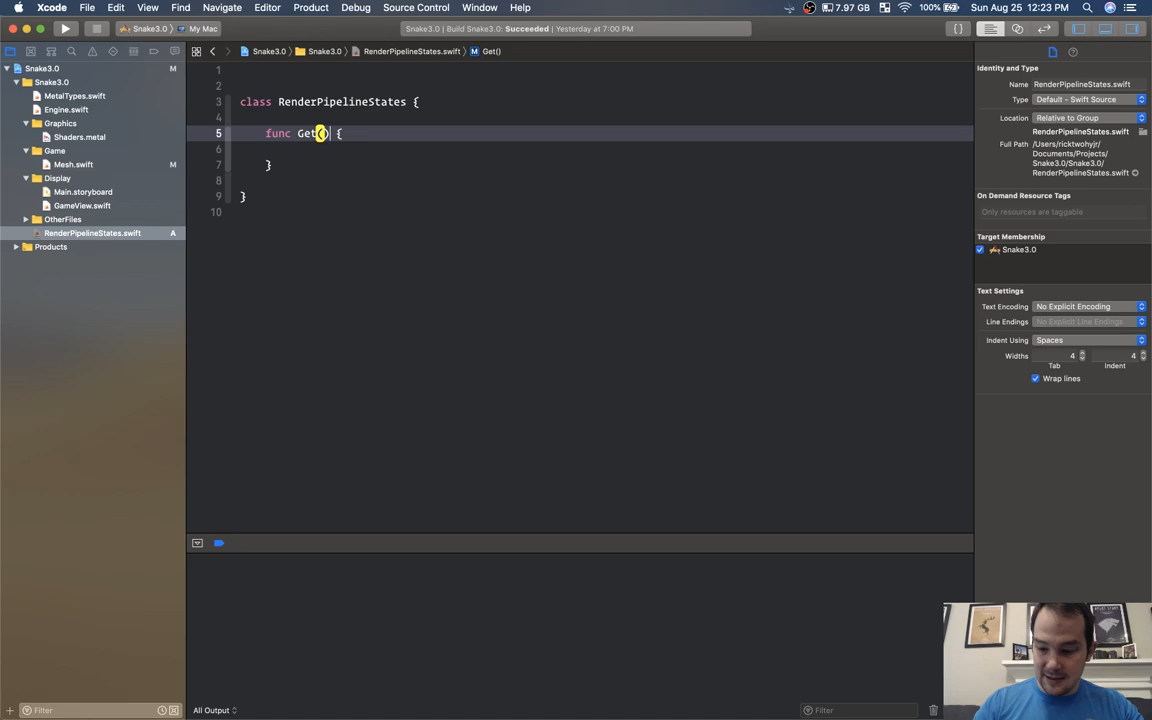 Xcode File Edit View Find Navigate Editor Product Debug Source Control Window Help 7.97 GB 100% Sun Aug 25 12:23 PM
Snake3.0 My Mac
Snake3.0 | Build Snake3.0: Succeeded | Yesterday at 7:00 PM
Snake3.0 M
Snake3.0
MetalTypes.swift
Engine.swift
Graphics
Shaders.metal
Game
Mesh.swift M
Display
Main.storyboard
GameView.swift
OtherFiles
RenderPipelineStates.swift A
Products
Filter
Snake3.0 Snake3.0 RenderPipelineStates.swift M Get()
1
2
3 class RenderPipelineStates {
4
5 func Get() {
6
7 }
8
9 }
10
All Output
Filter
Identity and Type
Name RenderPipelineStates.swift
Type Default - Swift Source
Location Relative to Group
RenderPipelineStates.swift
Full Path /Users/ricktwohyjr/
Documents/Projects/
Snake3.0/Snake3.0/
RenderPipelineStates.swift
On Demand Resource Tags
Only resources are taggable
Target Membership
Snake3.0
Text Settings
Text Encoding No Explicit Encoding
Line Endings No Explicit Line Endings
Indent Using Spaces
Widths 4 4
Tab Indent
Wrap lines